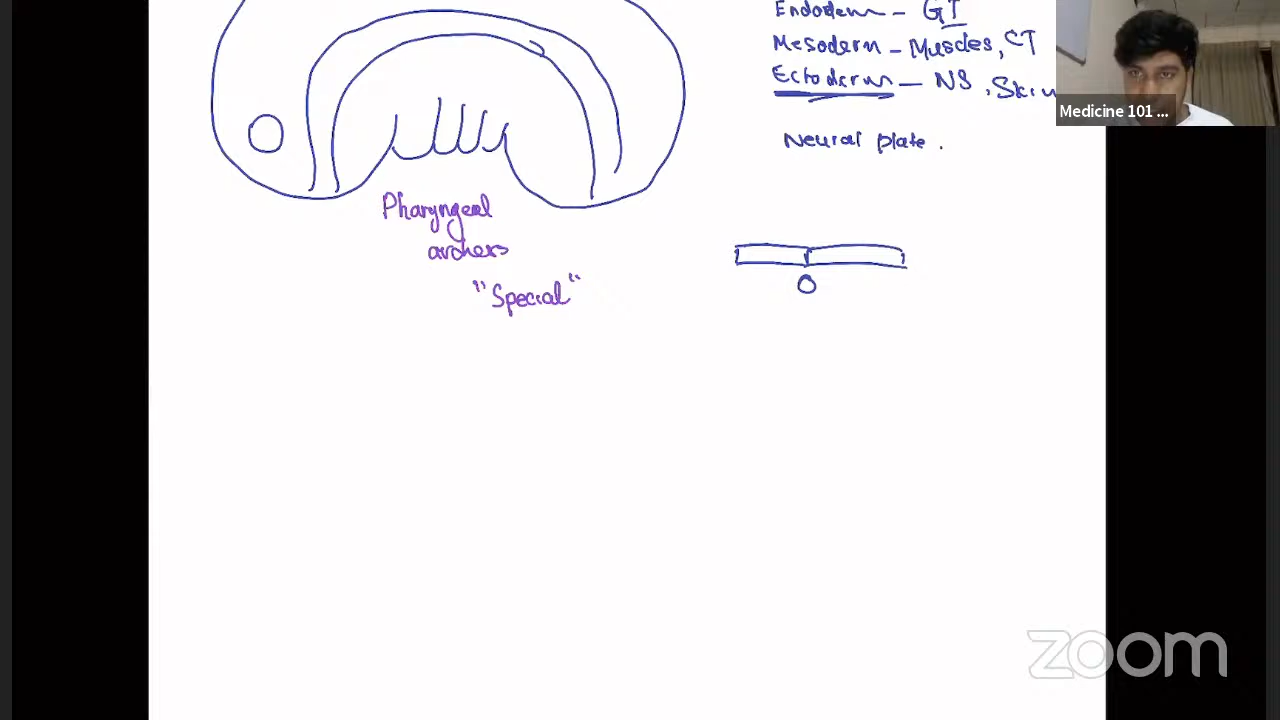 Endoderm - GT
Mesoderm - Muscles, CT
Ectoderm - NS, Skin
Medicine 101 ...
Neural plate.
Pharyngeal
arches
"Special"
zoom